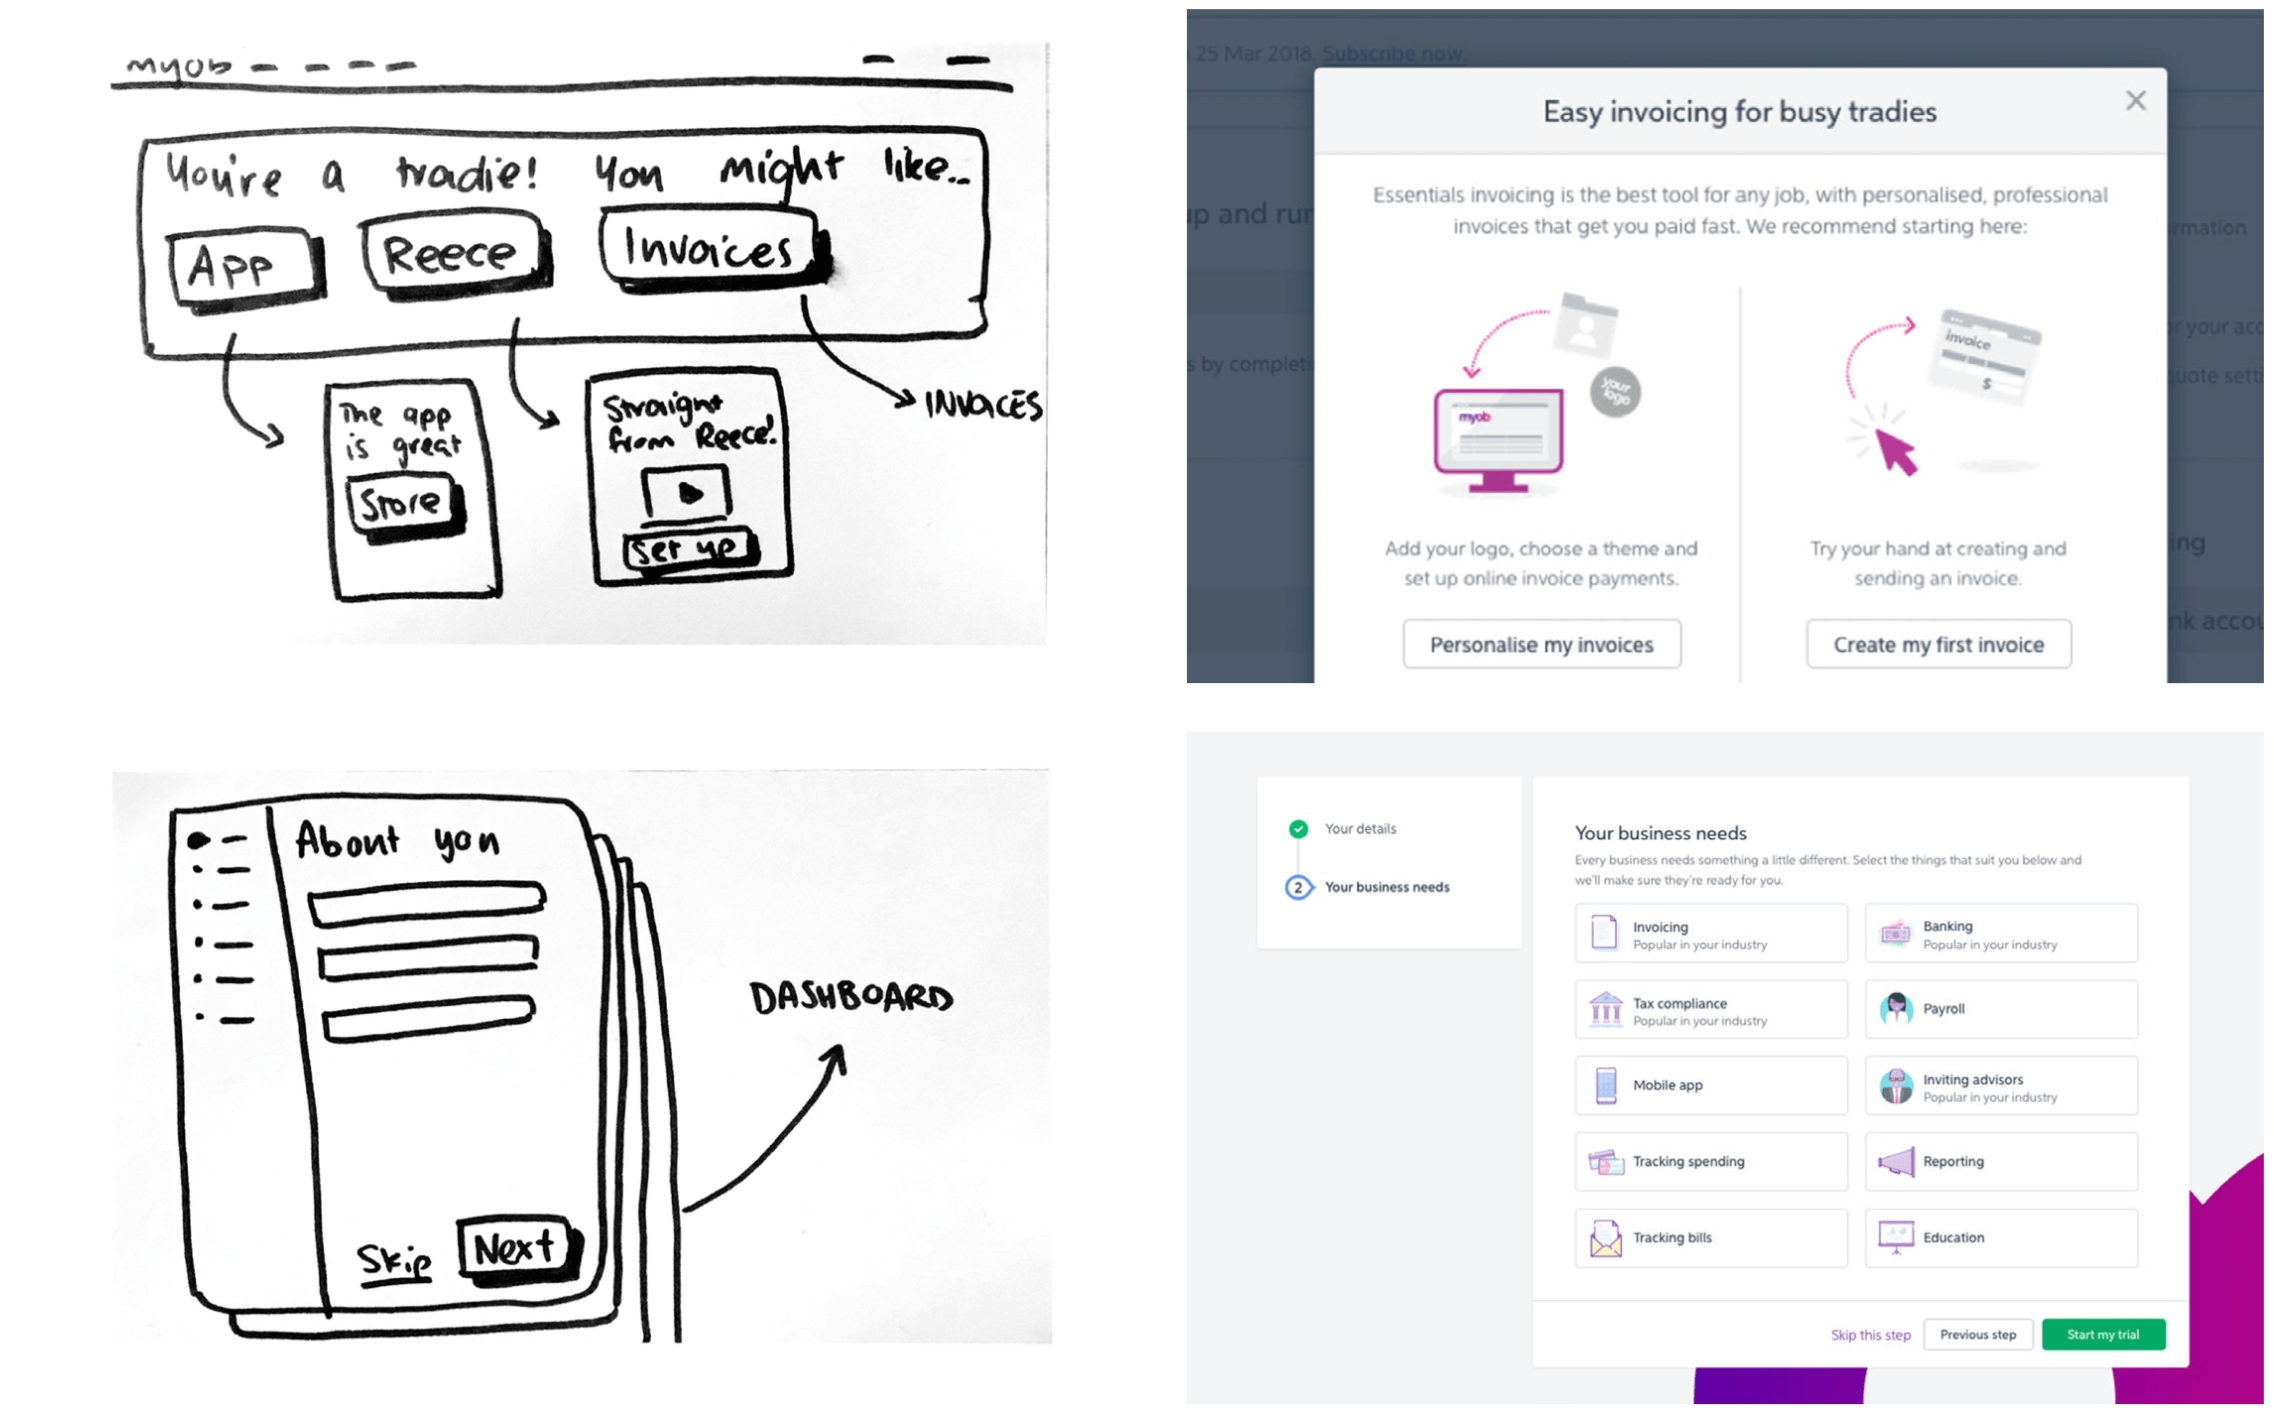 myob
You're a tradie! You might like...
App
Reece
Invoices
The app
is great
Store
Straight
from Reece!
Set up
INVOICES
25 Mar 2018. Subscribe now.
Easy invoicing for busy tradies
Essentials invoicing is the best tool for any job, with personalised, professional
invoices that get you paid fast. We recommend starting here:
up and run
s by complet
rmation
r your acc
quote setti
ing
nk accou
your
logo
myob
invoice
$
Add your logo, choose a theme and
set up online invoice payments.
Personalise my invoices
Try your hand at creating and
sending an invoice.
Create my first invoice
About you
Skip
Next
DASHBOARD
Your details
2
Your business needs
Your business needs
Every business needs something a little different. Select the things that suit you below and
we'll make sure they're ready for you.
Invoicing
Popular in your industry
Banking
Popular in your industry
Tax compliance
Popular in your industry
Payroll
Mobile app
Inviting advisors
Popular in your industry
Tracking spending
Reporting
Tracking bills
Education
Skip this step
Previous step
Start my trial